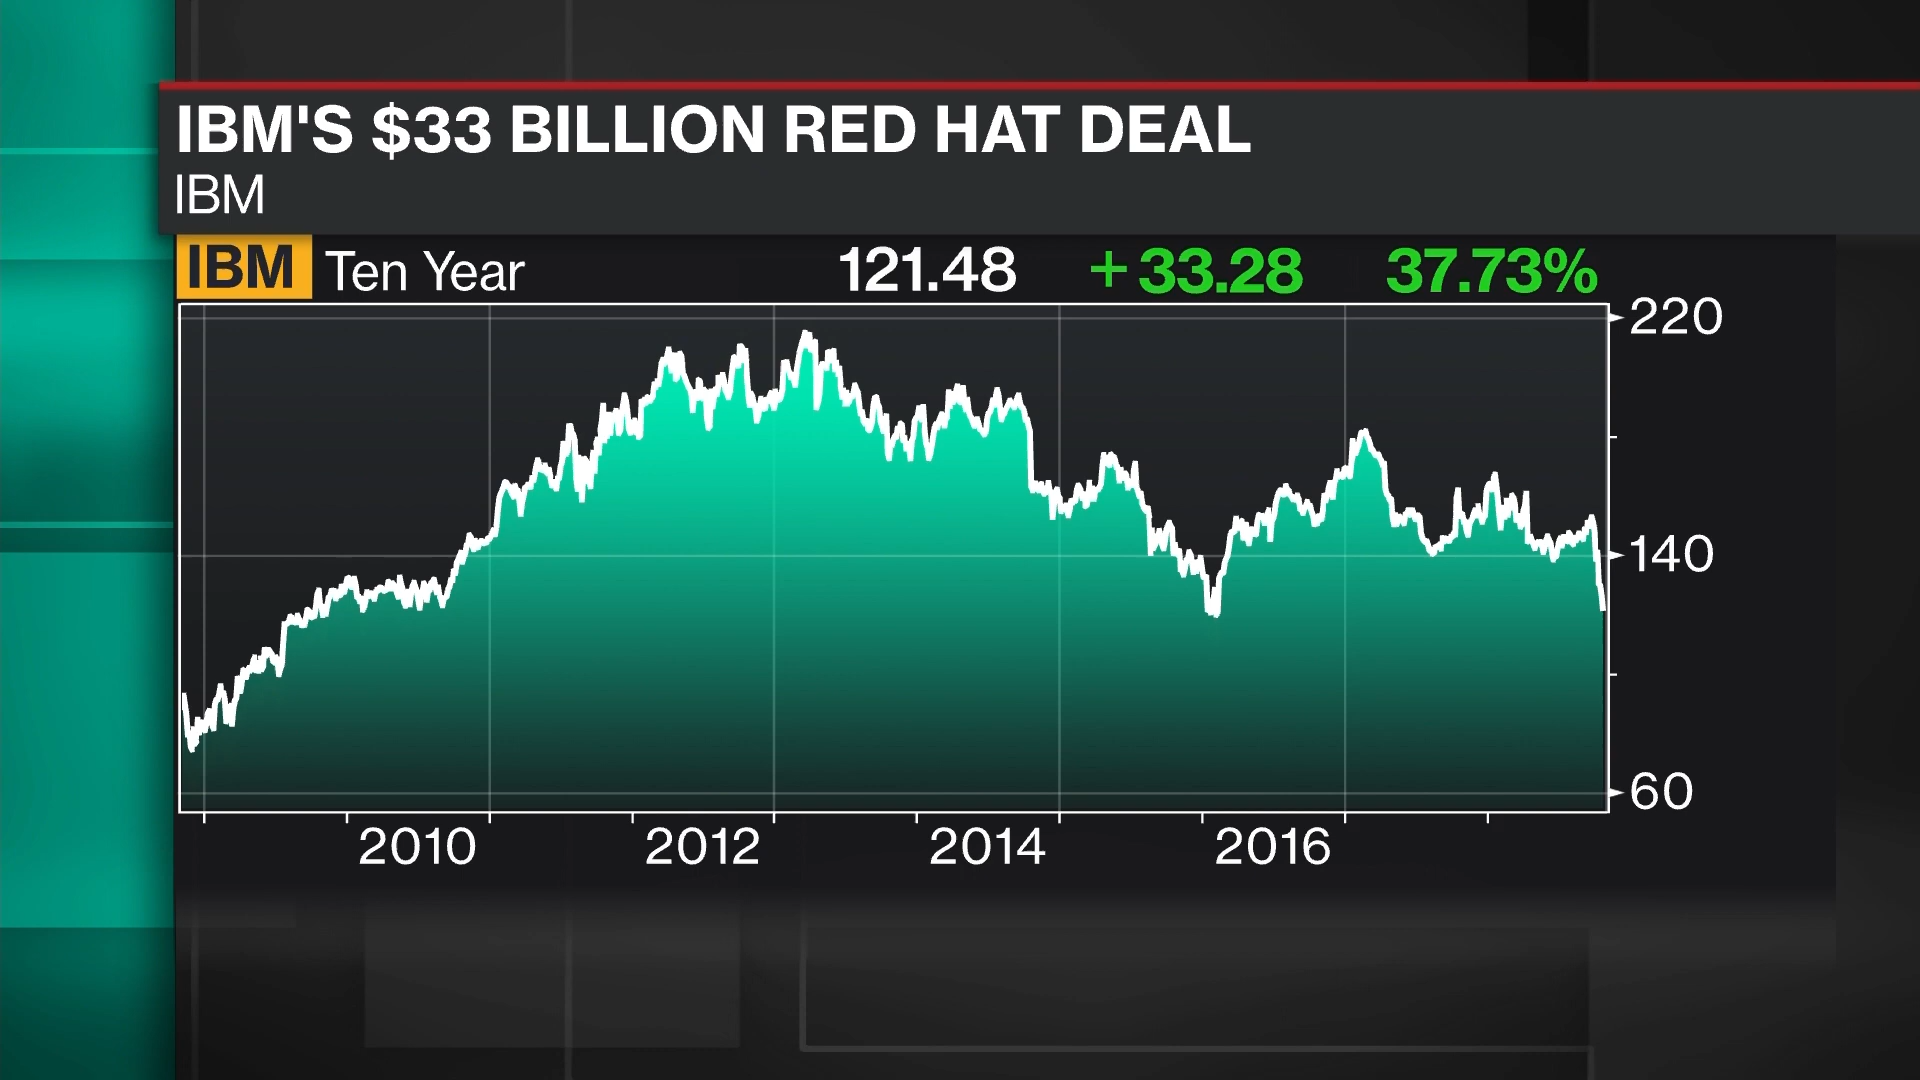 IBM'S $33 BILLION RED HAT DEAL
IBM
IBM Ten Year 121.48 +33.28 37.73%
220
140
60
2010 2012 2014 2016